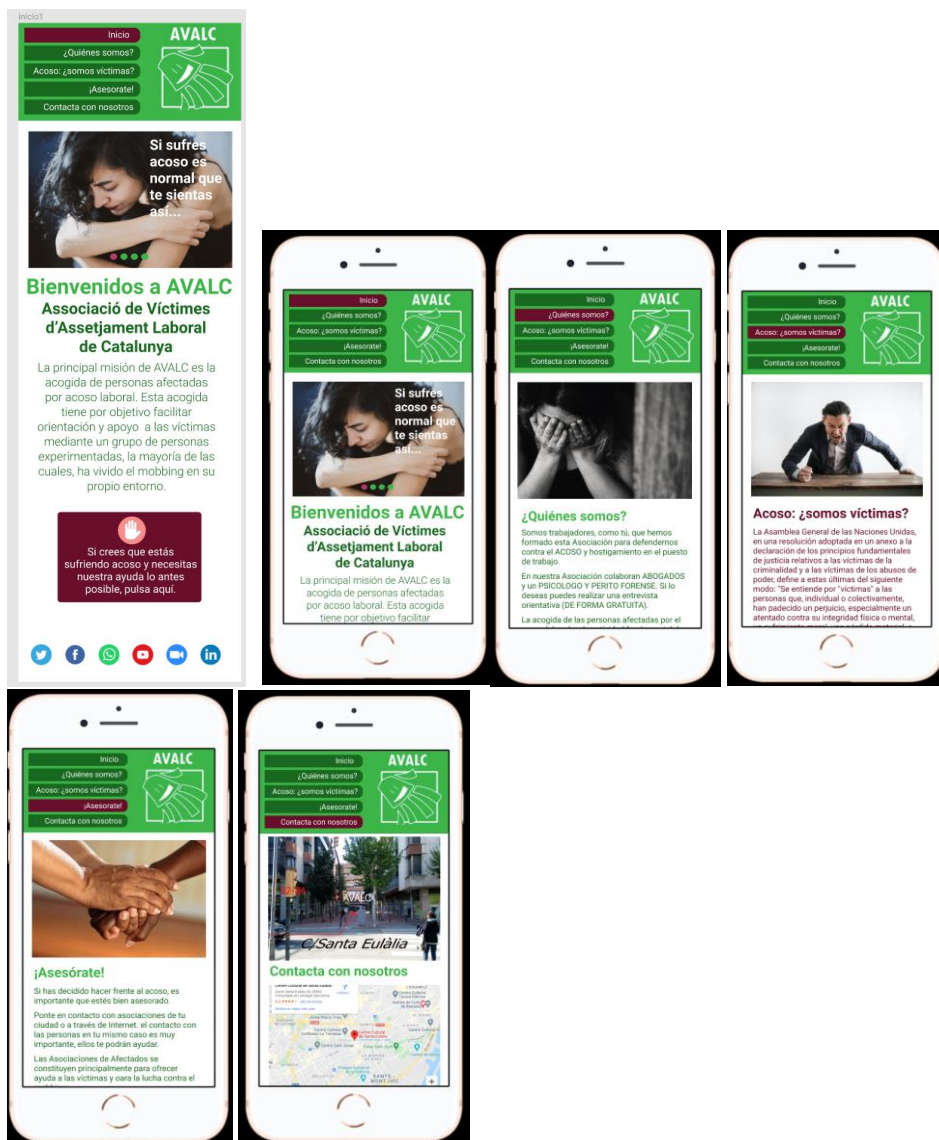 Inicio1
Inicio
¿Quiénes somos?
Acoso: ¿somos víctimas?
¡Asesorate!
Contacta con nosotros
AVALC
Si sufres
acoso es
normal que
te sientas
así...
Bienvenidos a AVALC
Associació de Víctimes
d'Assetjament Laboral
de Catalunya
La principal misión de AVALC es la
acogida de personas afectadas
por acoso laboral. Esta acogida
tiene por objetivo facilitar
orientación y apoyo a las víctimas
mediante un grupo de personas
experimentadas, la mayoría de las
cuales, ha vivido el mobbing en su
propio entorno.
Si crees que estás
sufriendo acoso y necesitas
nuestra ayuda lo antes
posible, pulsa aquí.
Inicio
¿Quiénes somos?
Acoso: ¿somos víctimas?
¡Asesorate!
Contacta con nosotros
AVALC
Si sufres
acoso es
normal que
te sientas
así...
Bienvenidos a AVALC
Associació de Víctimes
d'Assetjament Laboral
de Catalunya
La principal misión de AVALC es la
acogida de personas afectadas
por acoso laboral. Esta acogida
tiene por objetivo facilitar
Inicio
¿Quiénes somos?
Acoso: ¿somos víctimas?
¡Asesorate!
Contacta con nosotros
AVALC
¿Quiénes somos?
Somos trabajadores, como tú, que hemos
formado esta Asociación para defendernos
contra el ACOSO y hostigamiento en el puesto
de trabajo.
En nuestra Asociación colaboran ABOGADOS
y un PSICOLOGO Y PERITO FORENSE. Si lo
deseas puedes realizar una entrevista
orientativa (DE FORMA GRATUITA).
La acogida de las personas afectadas por el
Inicio
¿Quiénes somos?
Acoso: ¿somos víctimas?
¡Asesorate!
Contacta con nosotros
AVALC
Acoso: ¿somos víctimas?
La Asamblea General de las Naciones Unidas,
en una resolución adoptada en un anexo a la
declaración de los principios fundamentales
de justicia relativos a las víctimas de la
criminalidad y a las víctimas de los abusos de
poder, define a estas últimas del siguiente
modo: "Se entiende por "víctimas" a las
personas que, individual o colectivamente,
han padecido un perjuicio, especialmente un
atentado contra su integridad física o mental,
Inicio
¿Quiénes somos?
Acoso: ¿somos víctimas?
¡Asesorate!
Contacta con nosotros
AVALC
¡Asesórate!
Si has decidido hacer frente al acoso, es
importante que estés bien asesorado.
Ponte en contacto con asociaciones de tu
ciudad o a través de Internet. el contacto con
las personas en tu mismo caso es muy
importante, ellos te podrán ayudar.
Las Asociaciones de Afectados se
constituyen principalmente para ofrecer
ayuda a las víctimas y para la lucha contra el
Inicio
¿Quiénes somos?
Acoso: ¿somos víctimas?
¡Asesorate!
Contacta con nosotros
AVALC
AVALC
C/Santa Eulàlia
Contacta con nosotros
SANTS
MONTJUÏC